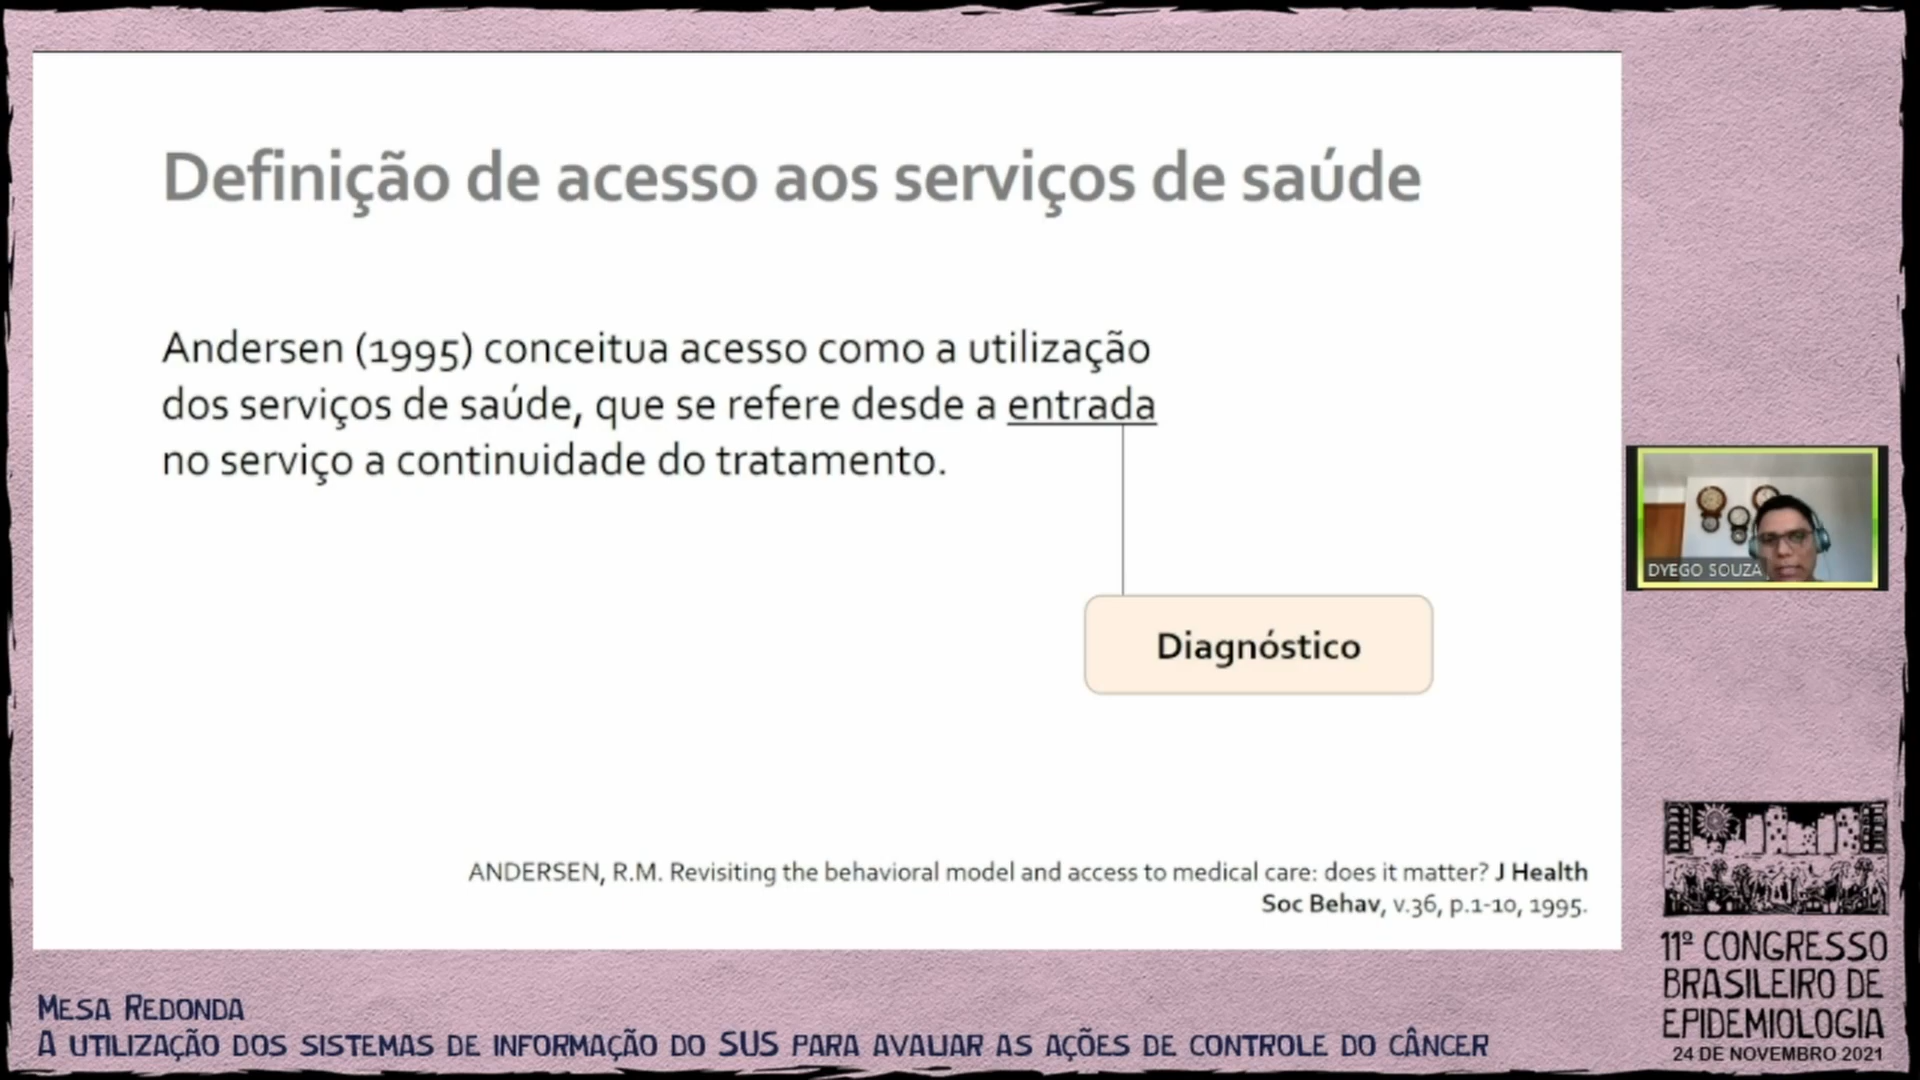 Definição de acesso aos serviços de saúde
Andersen (1995) conceitua acesso como a utilização
dos serviços de saúde, que se refere desde a entrada
no serviço a continuidade do tratamento.
Diagnóstico
ANDERSEN, R.M. Revisiting the behavioral model and access to medical care: does it matter? J Health
Soc Behav, v.36, p.1-10, 1995.
DYEGO SOUZA
11º CONGRESSO
BRASILEIRO DE
EPIDEMIOLOGIA
24 DE NOVEMBRO 2021
MESA REDONDA
A UTILIZAÇÃO DOS SISTEMAS DE INFORMAÇÃO DO SUS PARA AVALIAR AS AÇÕES DE CONTROLE DO CÂNCER